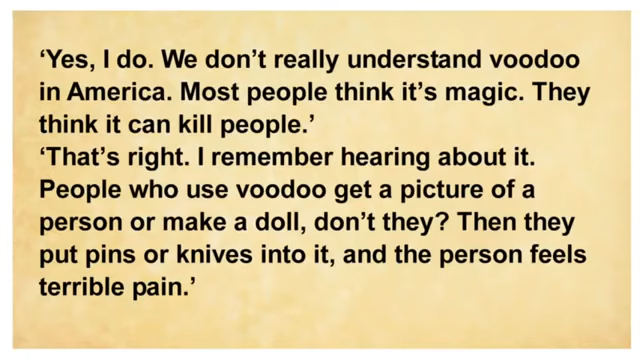 ‘Yes, I do. We don’t really understand voodoo
in America. Most people think it’s magic. They
think it can kill people.’
‘That’s right. I remember hearing about it.
People who use voodoo get a picture of a
person or make a doll, don’t they? Then they
put pins or knives into it, and the person feels
terrible pain.’